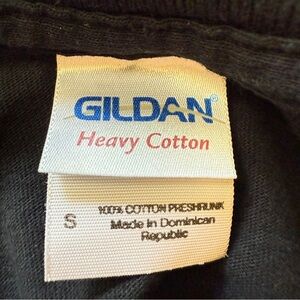 GILDAN®
Heavy Cotton
S
100% COTTON PRESHRUNK
Made in Dominican
Republic